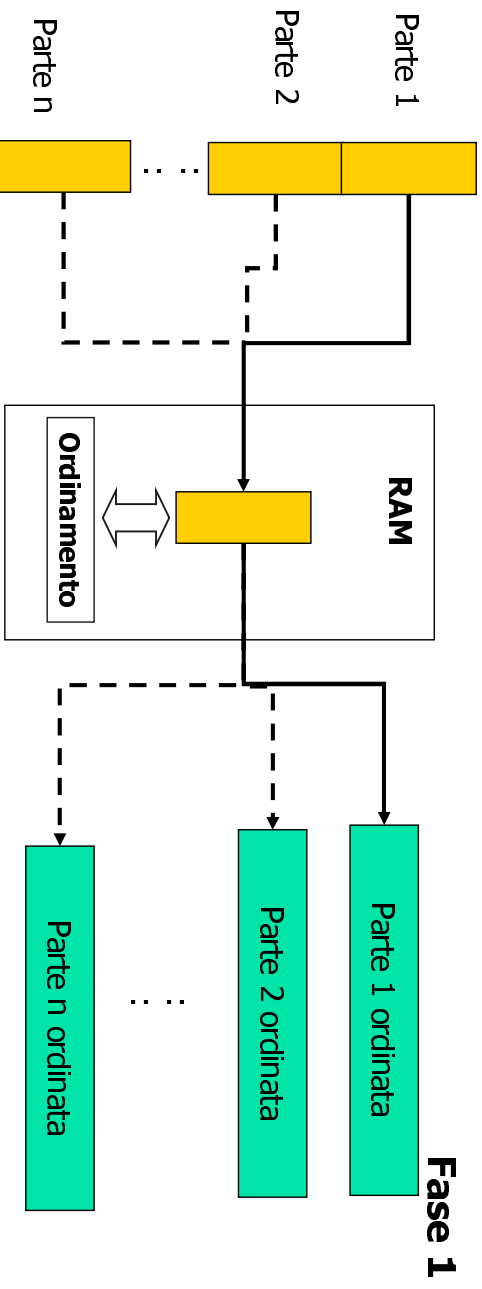 Fase 1
Parte 1
Parte 2
Parte n
.. ..
RAM
Ordinamento
Parte 1 ordinata
Parte 2 ordinata
.. ..
Parte n ordinata